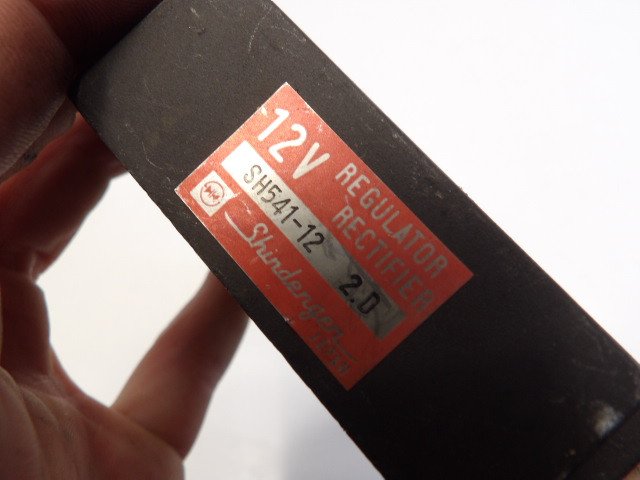 12V REGULATOR
RECTIFIER
SH541-12 2.D
Shindengen